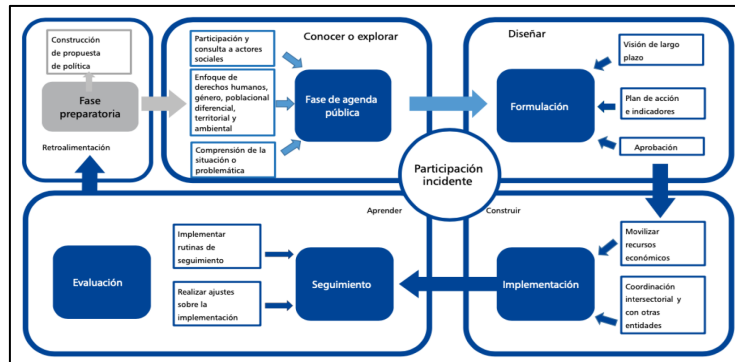 Construcción
de propuesta
de política
Fase
preparatoria
Retroalimentación
Conocer o explorar
Participación y
consulta a actores
sociales
Enfoque de
derechos humanos,
género, poblacional
diferencial,
territorial y
ambiental
Comprensión de la
situación o
problemática
Fase de agenda
pública
Diseñar
Formulación
Visión de largo
plazo
Plan de acción
e indicadores
Aprobación
Participación
incidente
Aprender
Evaluación
Implementar
rutinas de
seguimiento
Realizar ajustes
sobre la
implementación
Seguimiento
Construir
Implementación
Movilizar
recursos
económicos
Coordinación
intersectorial y
con otras
entidades